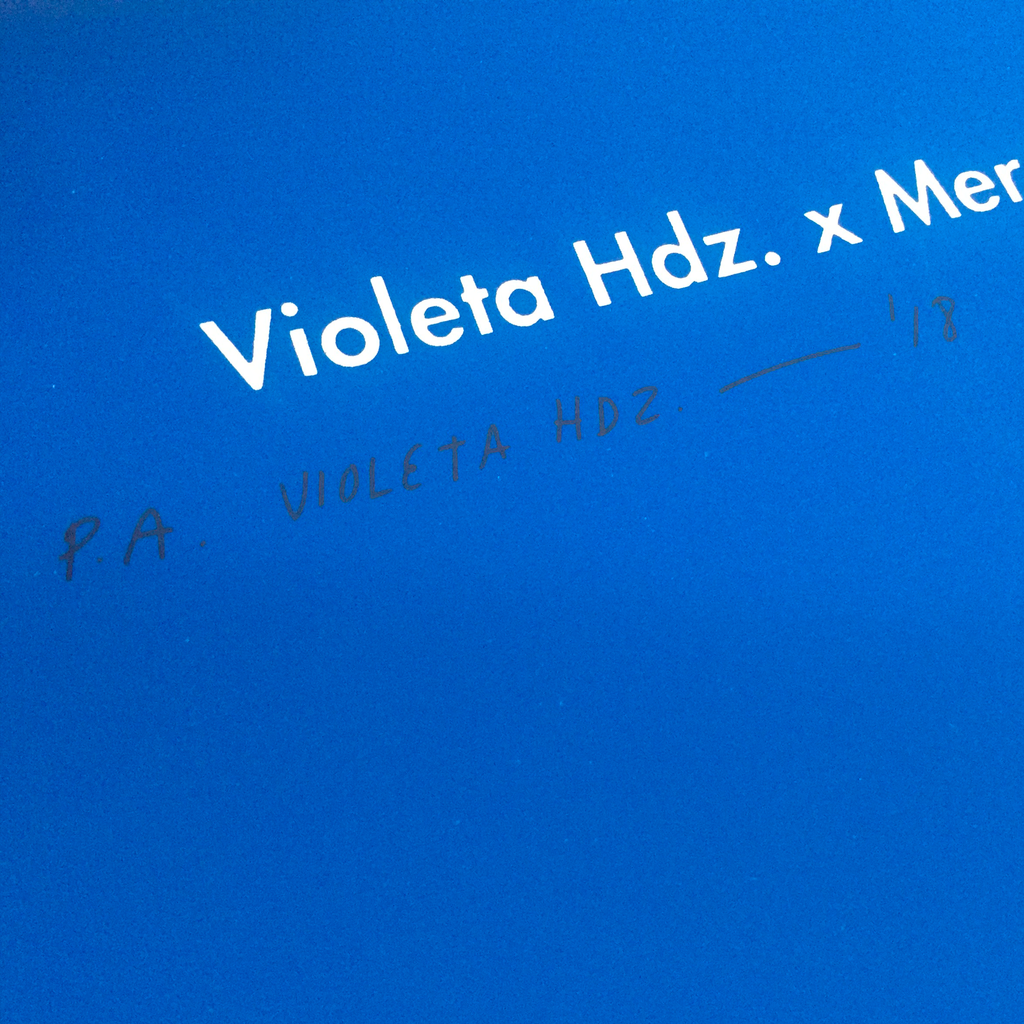 Violeta Hdz. x Mer
P.A. VIOLETA HDZ. — '18